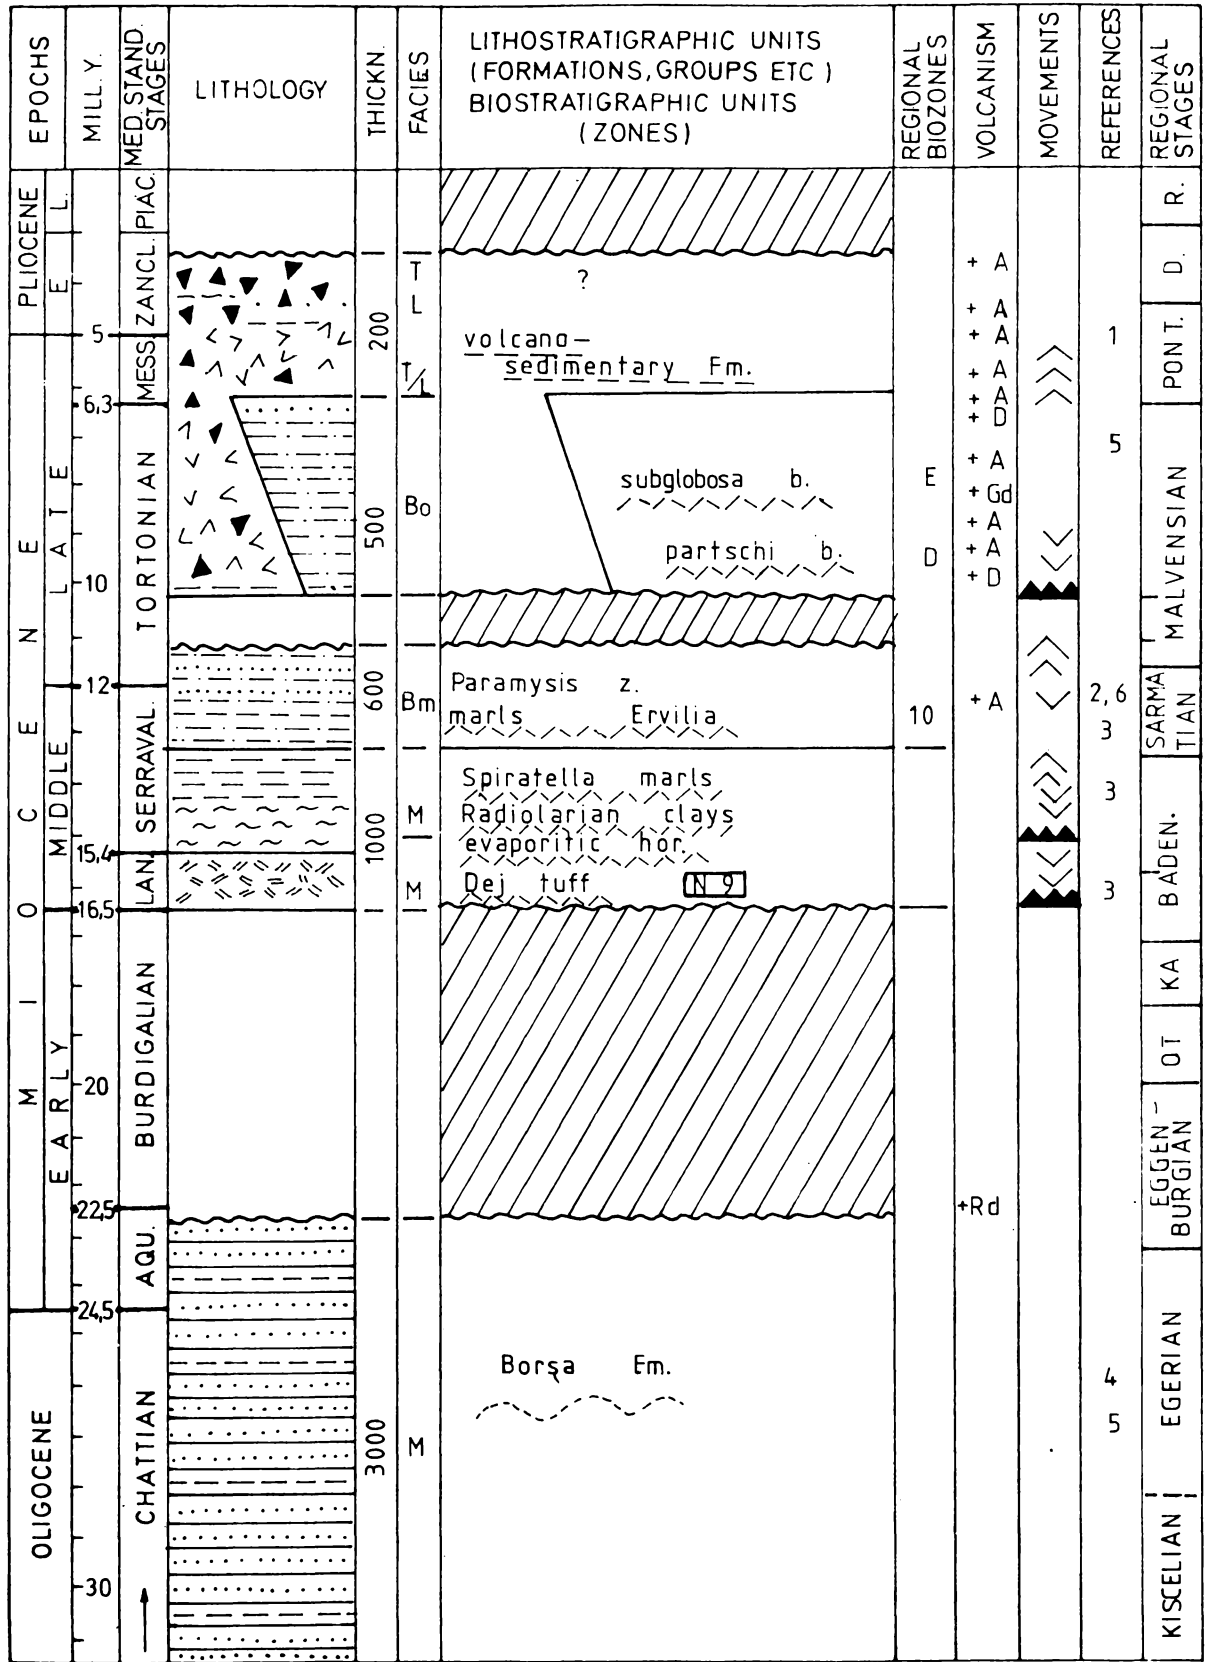 EPOCHS
MILL.Y.
MED.STAND.
STAGES
LITHOLOGY
THICKN.
FACIES
LITHOSTRATIGRAPHIC UNITS
(FORMATIONS, GROUPS ETC)
BIOSTRATIGRAPHIC UNITS
(ZONES)
REGIONAL
BIOZONES
VOLCANISM
MOVEMENTS
REFERENCES
REGIONAL
STAGES
PLIOCENE
E L.
MIOCENE
LATE
MIDDLE
EARLY
OLIGOCENE
5
6,3
10
12
15,4
16,5
20
22,5
24,5
30
PIAC.
ZANCL.
MESS.
TORTONIAN
SERRAVAL.
LAN.
BURDIGALIAN
AQU.
CHATTIAN
200
500
600
1000
3000
T
L
T/L
Bo
Bm
M
M
M
?
volcano-
sedimentary Fm.
subglobosa b.
partschi b.
Paramysis z.
marls Ervilia
Spiratella marls
Radiolarian clays
evaporitic hor.
Dej tuff N 9
Borşa Em.
E
D
10
+ A
+ A
+ A
+ A
+ A
+ D
+ A
+ Gd
+ A
+ A
+ D
+ A
+Rd
1
5
2,6
3
3
3
4
5
R.
D.
PONT.
MALVENSIAN
SARMA
TIAN
BADEN.
KA
OT
EGGEN-
BURGIAN
EGERIAN
KISCELIAN